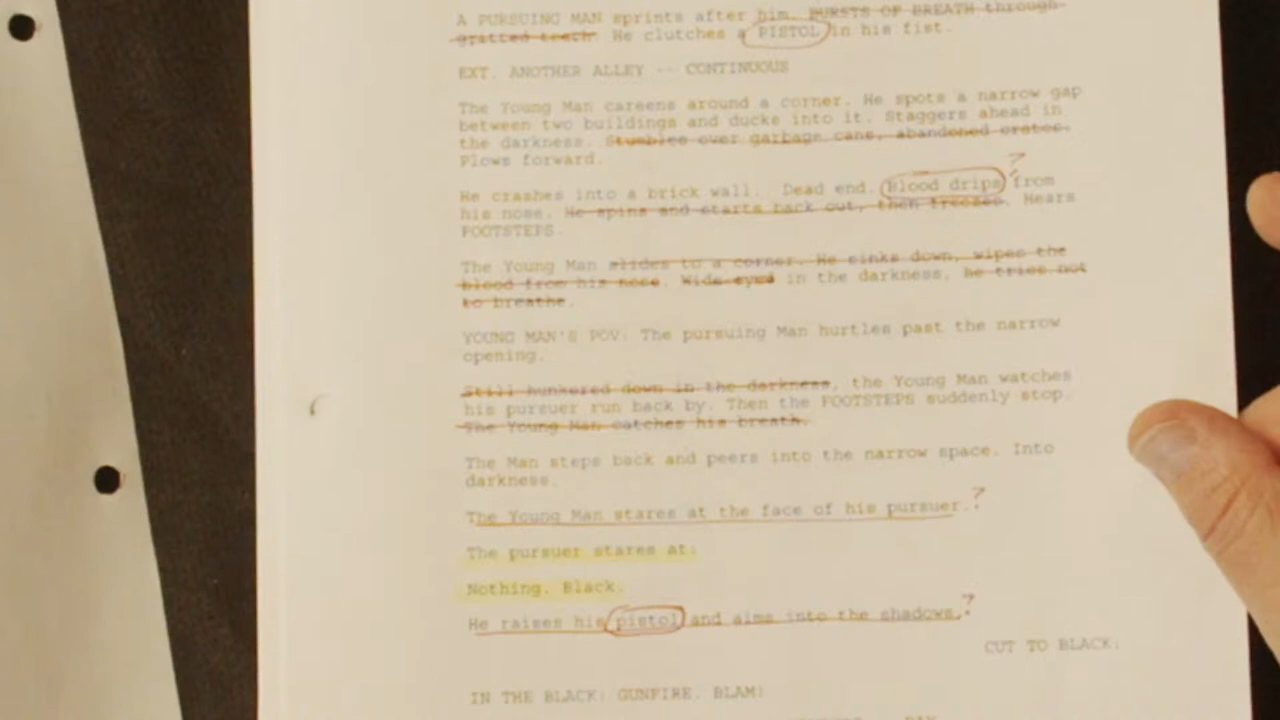 A PURSUING MAN sprints after him. BURSTS OF BREATH through
gritted teeth. He clutches a PISTOL in his fist.
EXT. ANOTHER ALLEY -- CONTINUOUS
The Young Man careens around a corner. He spots a narrow gap
between two buildings and ducks into it. Staggers ahead in
the darkness. Stumbles over garbage cans, abandoned crates.
Plows forward.
?
He crashes into a brick wall. Dead end. Blood drips from
his nose. He spins and starts back out, then freezes. Hears
FOOTSTEPS.
The Young Man slides to a corner. He sinks down, wipes the
blood from his nose. Wide eyed in the darkness, he tries not
to breathe.
YOUNG MAN'S POV: The pursuing Man hurtles past the narrow
opening.
Still hunkered down in the darkness, the Young Man watches
his pursuer run back by. Then the FOOTSTEPS suddenly stop.
The Young Man catches his breath.
The Man steps back and peers into the narrow space. Into
darkness.
The Young Man stares at the face of his pursuer. ?
The pursuer stares at:
Nothing. Black.
He raises his pistol and aims into the shadows. ?
CUT TO BLACK:
IN THE BLACK: GUNFIRE. BLAM!